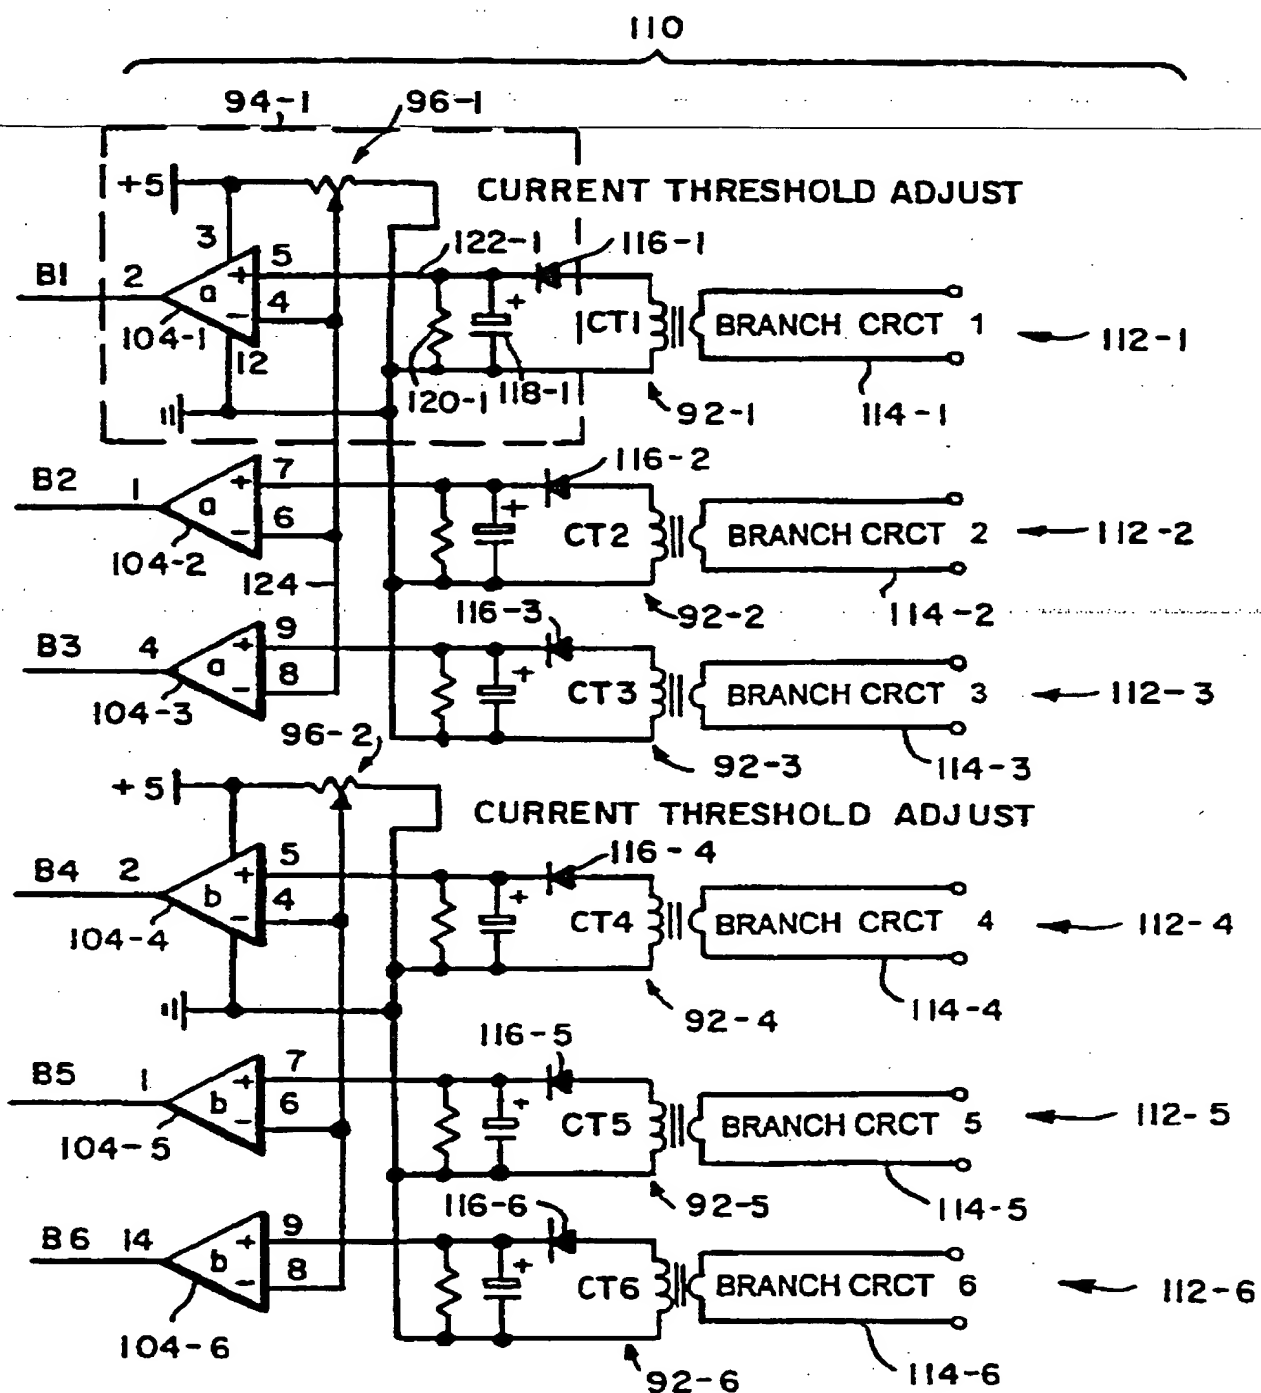 110
94-1 96-1
+5 CURRENT THRESHOLD ADJUST
3 5 122-1 116-1
B1 2 + a 4 − + CT1 BRANCH CRCT 1 112-1
104-1 12 120-1 118-1 92-1 114-1
116-2
B2 1 7 + a 6 − + CT2 BRANCH CRCT 2 112-2
104-2 124 92-2 114-2
116-3
B3 4 9 + a 8 − + CT3 BRANCH CRCT 3 112-3
104-3 96-2 92-3 114-3
+5 CURRENT THRESHOLD ADJUST
116-4
B4 2 5 + b 4 − + CT4 BRANCH CRCT 4 112-4
104-4 92-4 114-4
116-5
B5 1 7 + b 6 − + CT5 BRANCH CRCT 5 112-5
104-5 92-5 114-5
116-6
B6 14 9 + b 8 − + CT6 BRANCH CRCT 6 112-6
104-6 92-6 114-6